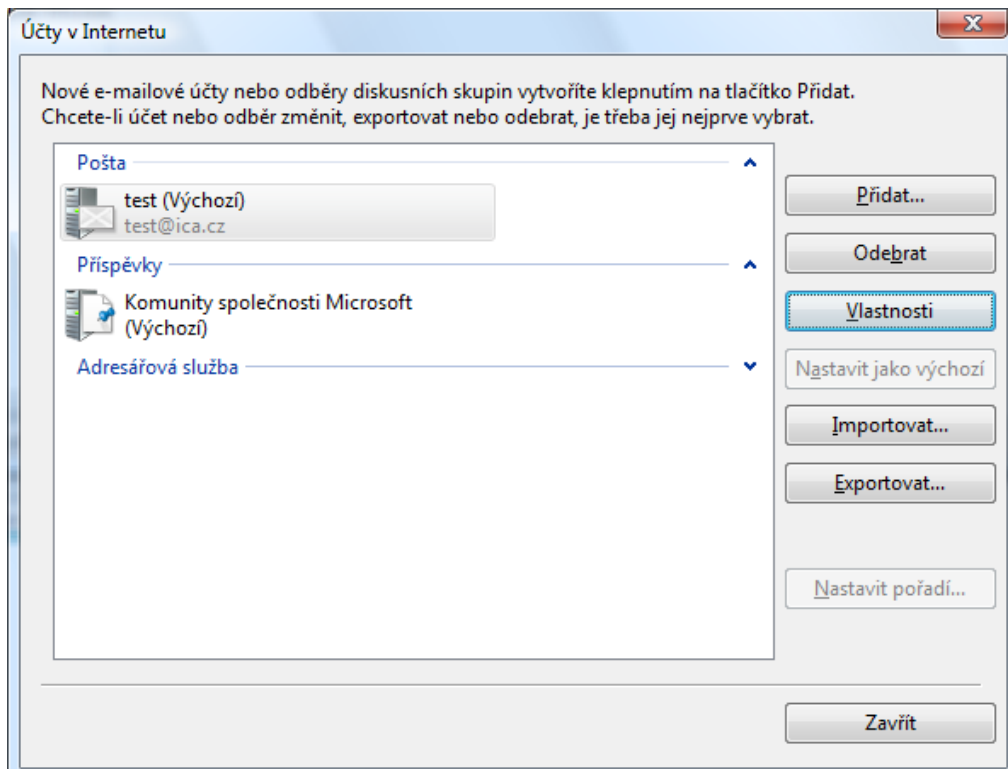 Účty v Internetu
Nové e-mailové účty nebo odběry diskusních skupin vytvoříte klepnutím na tlačítko Přidat.
Chcete-li účet nebo odběr změnit, exportovat nebo odebrat, je třeba jej nejprve vybrat.
Pošta
test (Výchozí)
test@ica.cz
Příspěvky
Komunity společnosti Microsoft
(Výchozí)
Adresářová služba
Přidat...
Odebrat
Vlastnosti
Nastavit jako výchozí
Importovat...
Exportovat...
Nastavit pořadí...
Zavřít